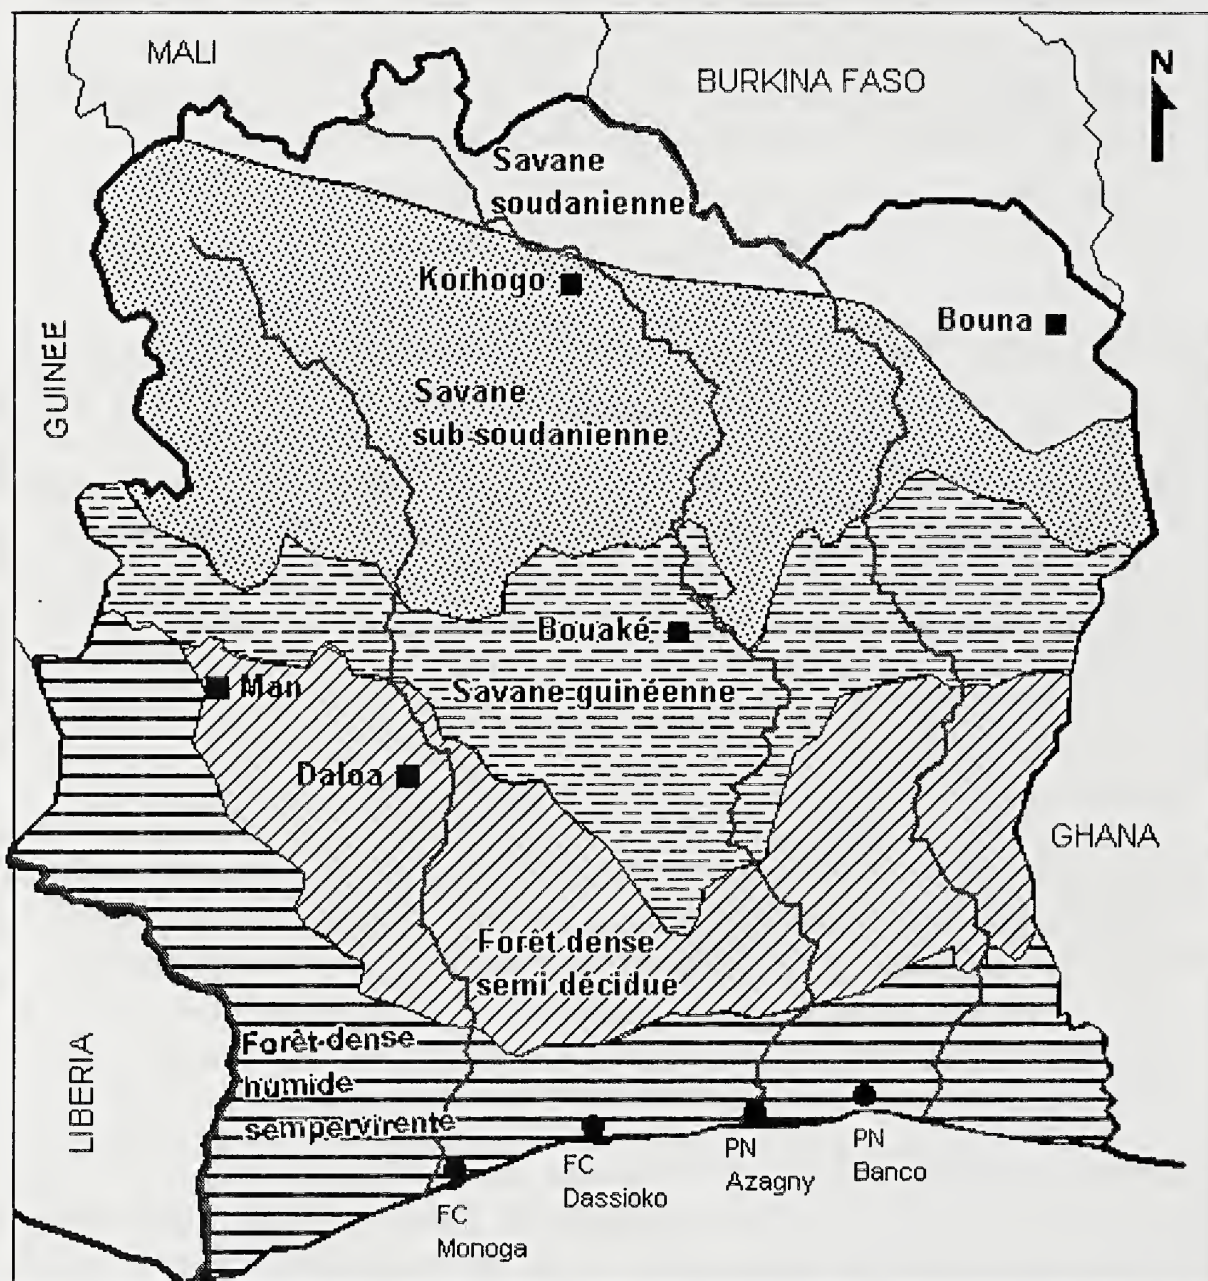 MALI
BURKINA FASO
N
Savane
soudanienne
Korhogo
Bouna
GUINEE
Savane
sub-soudanienne
Bouaké
Man
Savane guinéenne
Daloa
GHANA
Forêt dense
semi décidue
LIBERIA
Forêt dense
humide
sempervirente
FC
Monoga
FC
Dassioko
PN
Azagny
PN
Banco